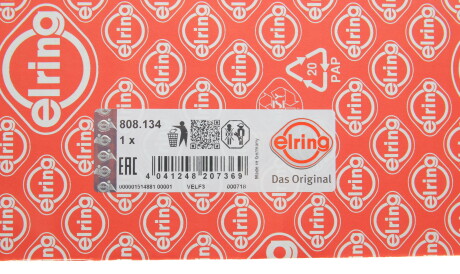 elring
20
PAP
808.134
1 x
EAC
4 041248 207369
000001514881 00001 VELF3 000716
Made in Germany
elring
Das Original